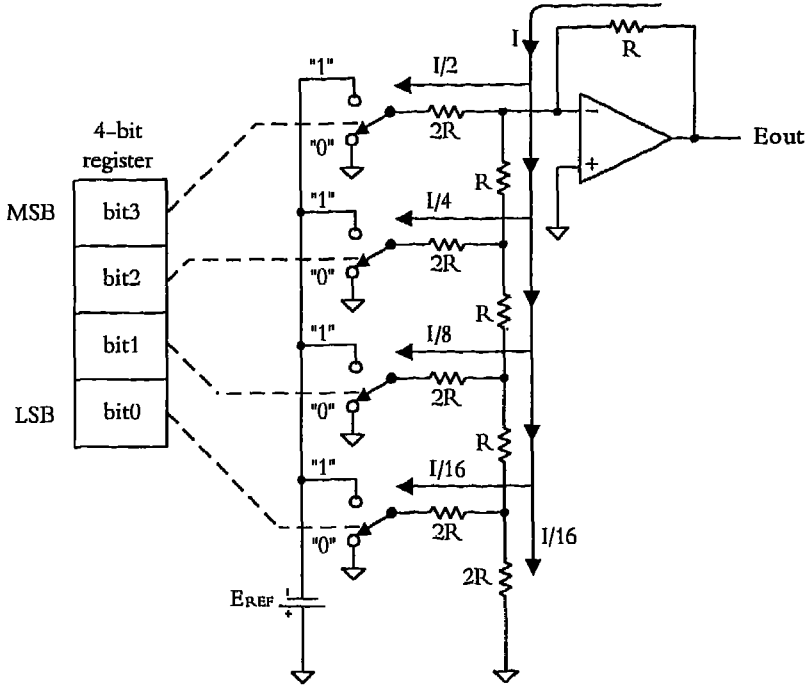 I
R
"1"
I/2
2R
"0"
−
+
Eout
4-bit
register
MSB
bit3
R
"1"
I/4
2R
"0"
bit2
R
"1"
I/8
2R
"0"
bit1
LSB
bit0
R
"1"
I/16
2R
"0"
I/16
2R
EREF
−
+